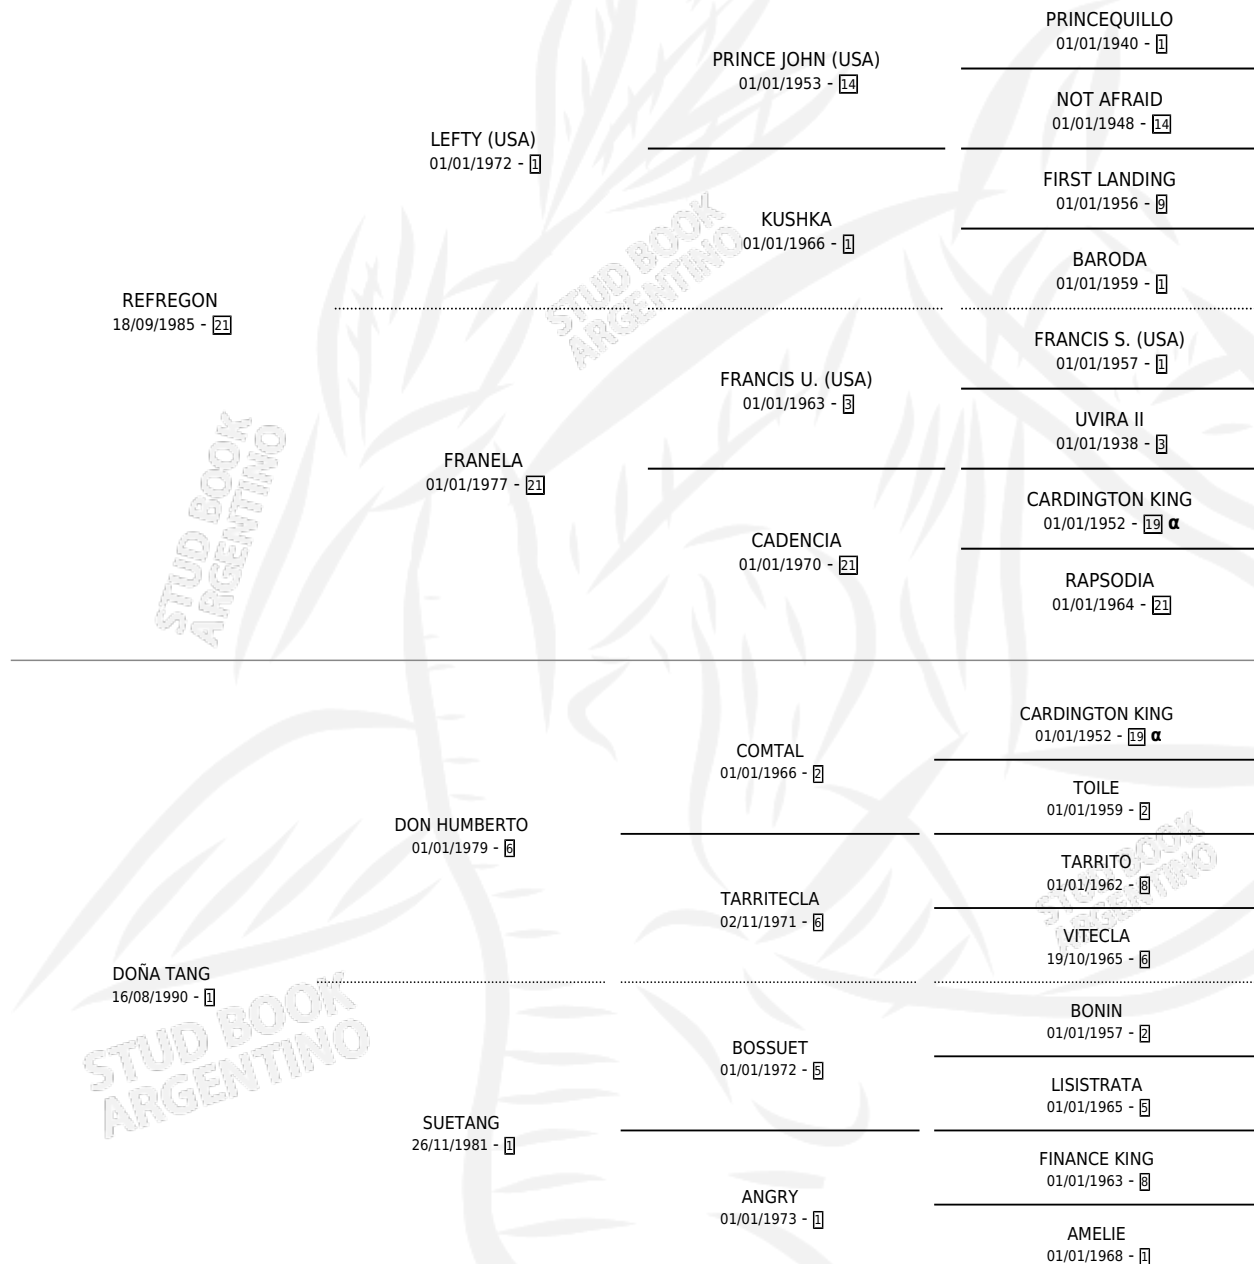 PRINCEQUILLO
01/01/1940 - 1
PRINCE JOHN (USA)
01/01/1953 - 14
NOT AFRAID
01/01/1948 - 14
LEFTY (USA)
01/01/1972 - 1
FIRST LANDING
01/01/1956 - 9
KUSHKA
01/01/1966 - 1
BARODA
01/01/1959 - 1
REFREGON
18/09/1985 - 21
FRANCIS S. (USA)
01/01/1957 - 1
FRANCIS U. (USA)
01/01/1963 - 3
UVIRA II
01/01/1938 - 3
FRANELA
01/01/1977 - 21
CARDINGTON KING
01/01/1952 - 19 α
CADENCIA
01/01/1970 - 21
RAPSODIA
01/01/1964 - 21
CARDINGTON KING
01/01/1952 - 19 α
COMTAL
01/01/1966 - 2
TOILE
01/01/1959 - 2
DON HUMBERTO
01/01/1979 - 6
TARRITO
01/01/1962 - 8
TARRITECLA
02/11/1971 - 6
VITECLA
19/10/1965 - 6
DOÑA TANG
16/08/1990 - 1
BONIN
01/01/1957 - 2
BOSSUET
01/01/1972 - 5
LISISTRATA
01/01/1965 - 5
SUETANG
26/11/1981 - 1
FINANCE KING
01/01/1963 - 8
ANGRY
01/01/1973 - 1
AMELIE
01/01/1968 - 1
STUD BOOK
ARGENTINO
STUD BOOK
ARGENTINO
STUD BOOK
ARGENTINO
STUD BOOK
ARGENTINO